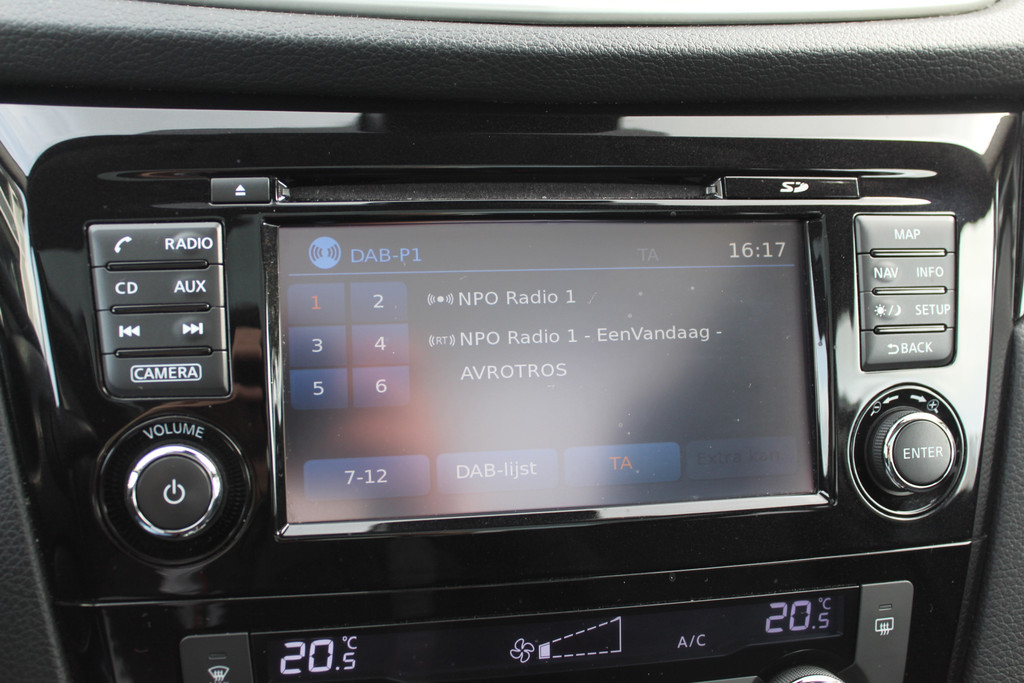 SD
RADIO
CD AUX
CAMERA
VOLUME
DAB-P1 TA 16:17
1 2
3 4
5 6
NPO Radio 1
(RT) NPO Radio 1 - EenVandaag -
AVROTROS
7-12 DAB-lijst TA
MAP
NAV INFO
SETUP
BACK
ENTER
20.5°C
A/C
20.5°C